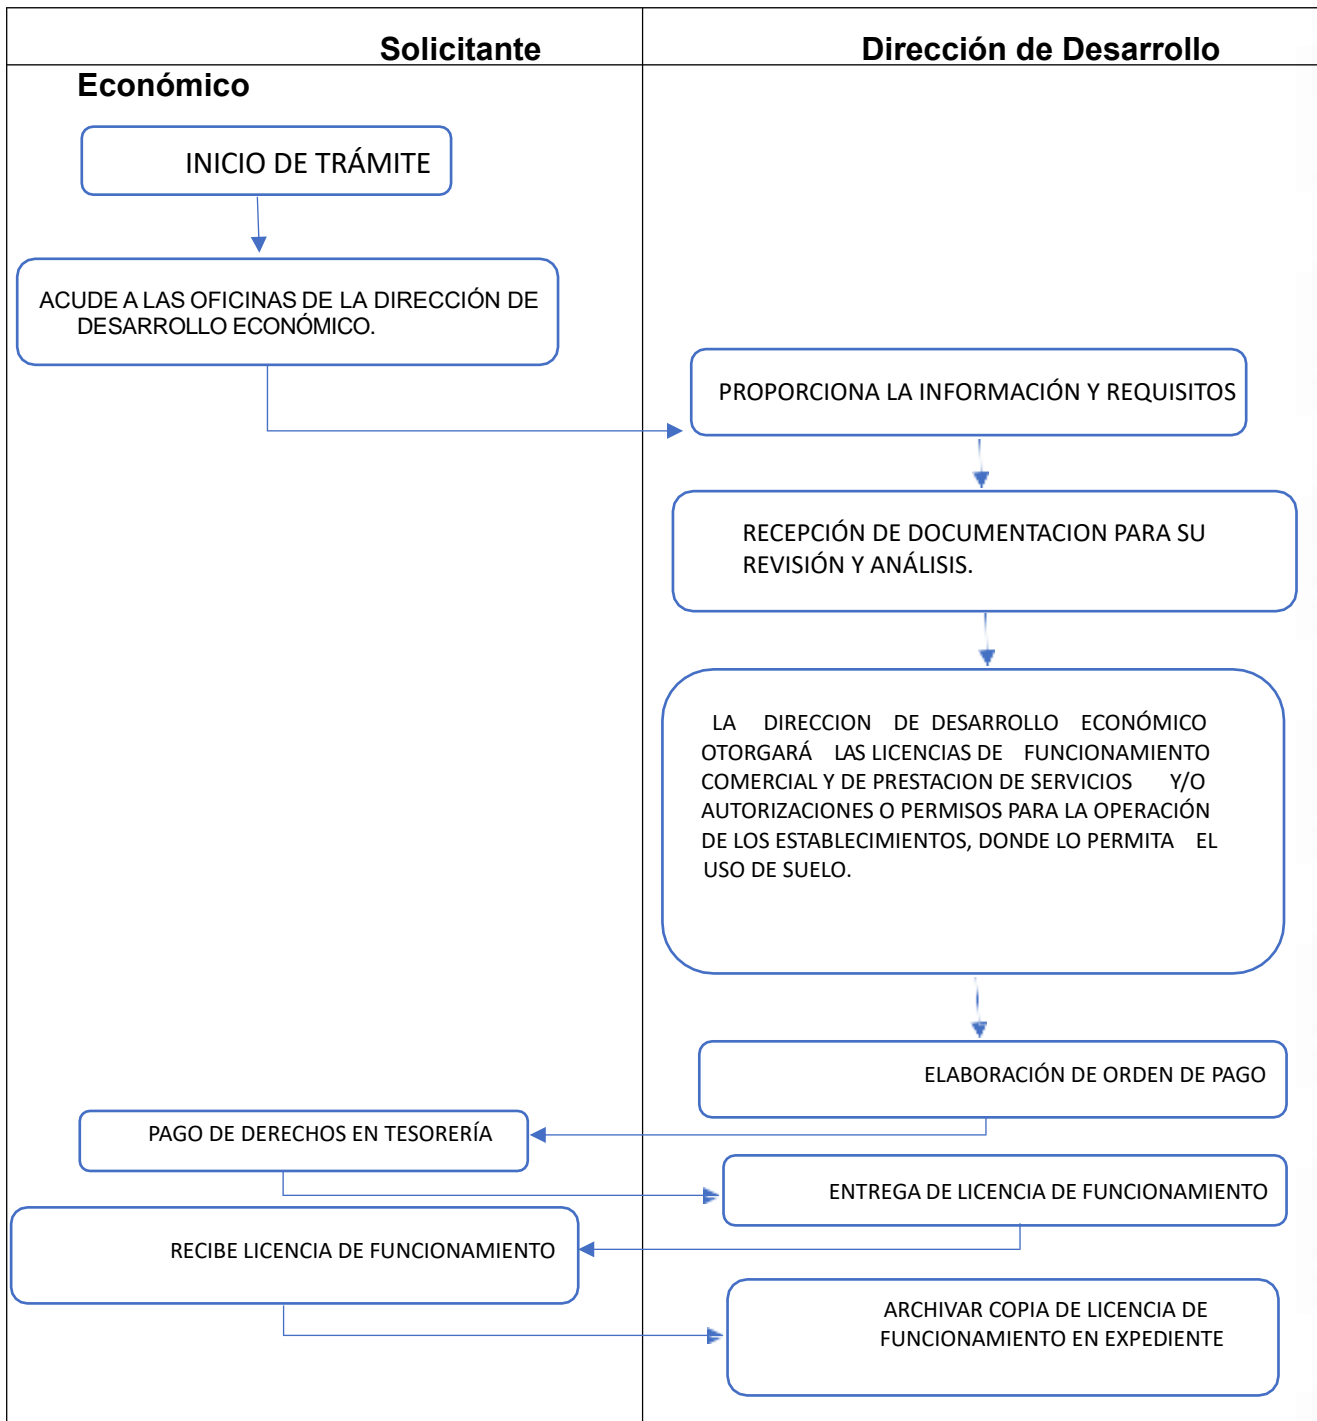 Solicitante Dirección de Desarrollo
Económico
INICIO DE TRÁMITE
ACUDE A LAS OFICINAS DE LA DIRECCIÓN DE
DESARROLLO ECONÓMICO.
PROPORCIONA LA INFORMACIÓN Y REQUISITOS
RECEPCIÓN DE DOCUMENTACION PARA SU
REVISIÓN Y ANÁLISIS.
LA DIRECCION DE DESARROLLO ECONÓMICO
OTORGARÁ LAS LICENCIAS DE FUNCIONAMIENTO
COMERCIAL Y DE PRESTACION DE SERVICIOS Y/O
AUTORIZACIONES O PERMISOS PARA LA OPERACIÓN
DE LOS ESTABLECIMIENTOS, DONDE LO PERMITA EL
USO DE SUELO.
ELABORACIÓN DE ORDEN DE PAGO
PAGO DE DERECHOS EN TESORERÍA
ENTREGA DE LICENCIA DE FUNCIONAMIENTO
RECIBE LICENCIA DE FUNCIONAMIENTO
ARCHIVAR COPIA DE LICENCIA DE
FUNCIONAMIENTO EN EXPEDIENTE